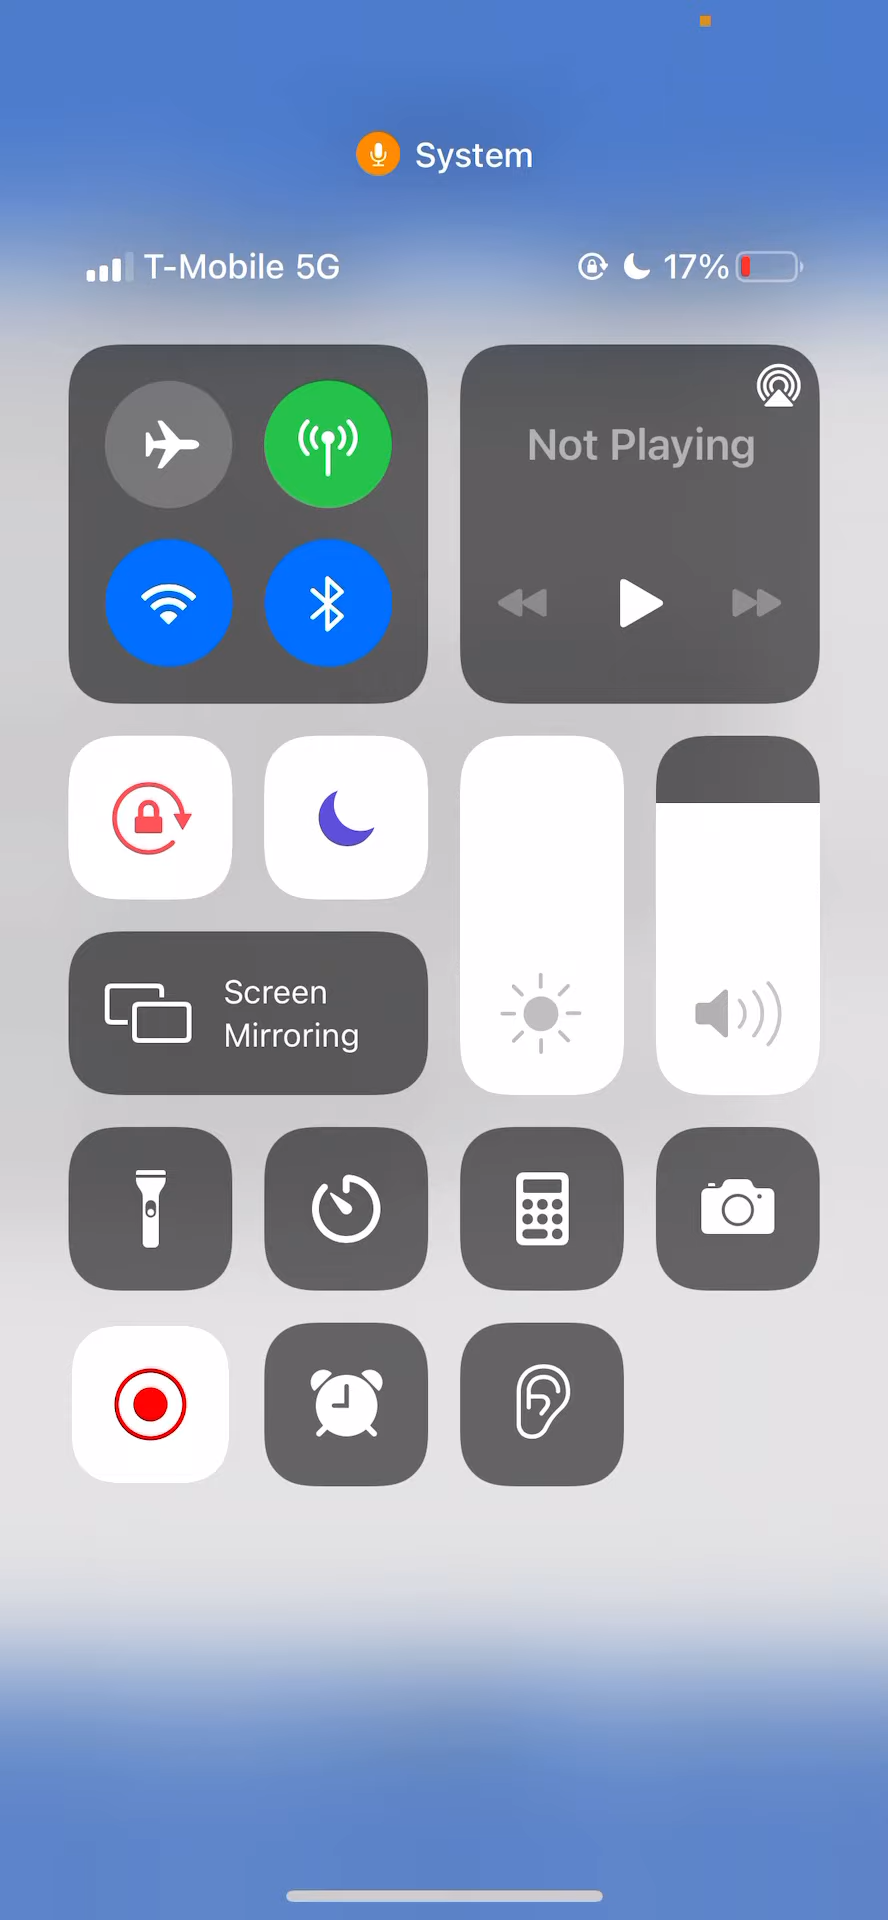 System
T-Mobile 5G
17%
Not Playing
Screen
Mirroring